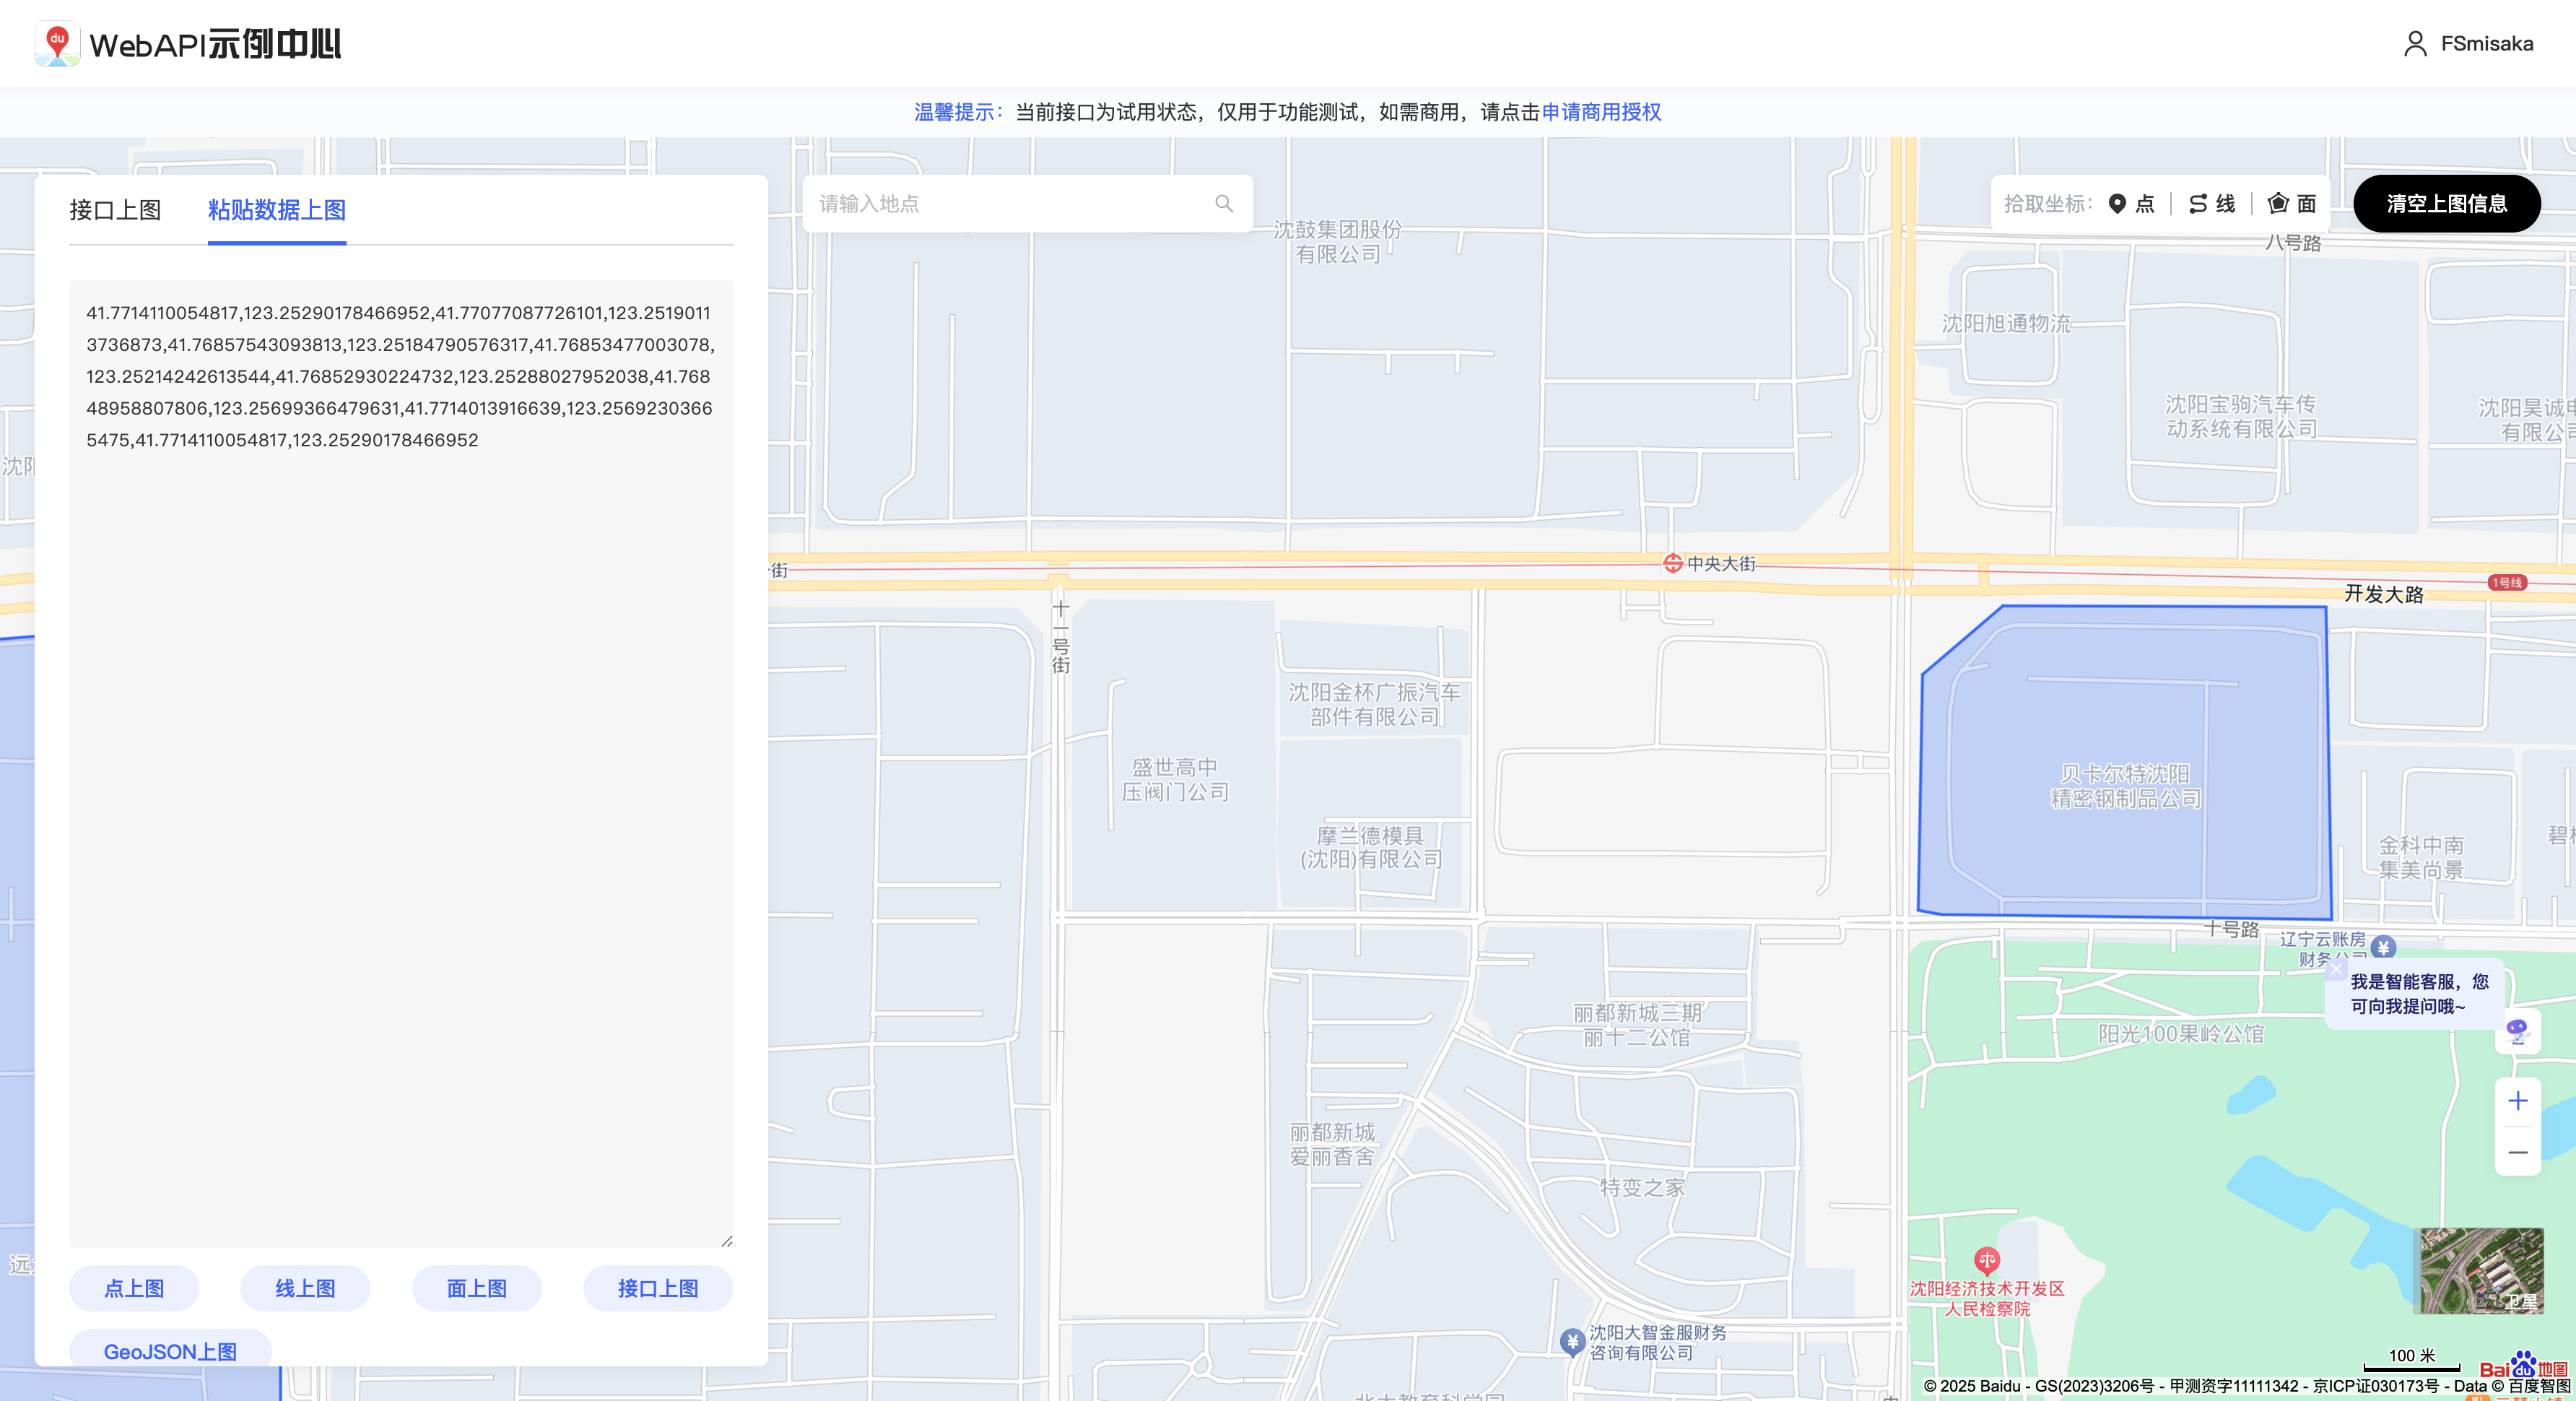 WebAPI示例中心
FSmisaka
温馨提示：当前接口为试用状态，仅用于功能测试，如需商用，请点击申请商用授权
接口上图
粘贴数据上图
请输入地点
拾取坐标：
点
线
面
清空上图信息
41.7714110054817,123.25290178466952,41.77077087726101,123.2519011
3736873,41.76857543093813,123.25184790576317,41.76853477003078,
123.25214242613544,41.76852930224732,123.25288027952038,41.768
48958807806,123.25699366479631,41.7714013916639,123.2569230366
5475,41.7714110054817,123.25290178466952
点上图
线上图
面上图
接口上图
GeoJSON上图
沈鼓集团股份
有限公司
八号路
沈阳旭通物流
沈阳宝驹汽车传
动系统有限公司
沈阳昊诚电
有限公司
街
中央大街
1号线
开发大路
十一号街
沈阳金杯广振汽车
部件有限公司
盛世高中
压阀门公司
摩兰德模具
(沈阳)有限公司
贝卡尔特沈阳
精密钢制品公司
金科中南
集美尚景
碧桂
十号路
辽宁云账房
财务公司
我是智能客服，您
可向我提问哦~
阳光100果岭公馆
丽都新城三期
丽十二公馆
丽都新城
爱丽香舍
特变之家
沈阳经济技术开发区
人民检察院
沈阳大智金服财务
咨询有限公司
卫星
100 米
Bai du 地图
© 2025 Baidu - GS(2023)3206号 - 甲测资字11111342 - 京ICP证030173号 - Data © 百度智图
沈阳
远